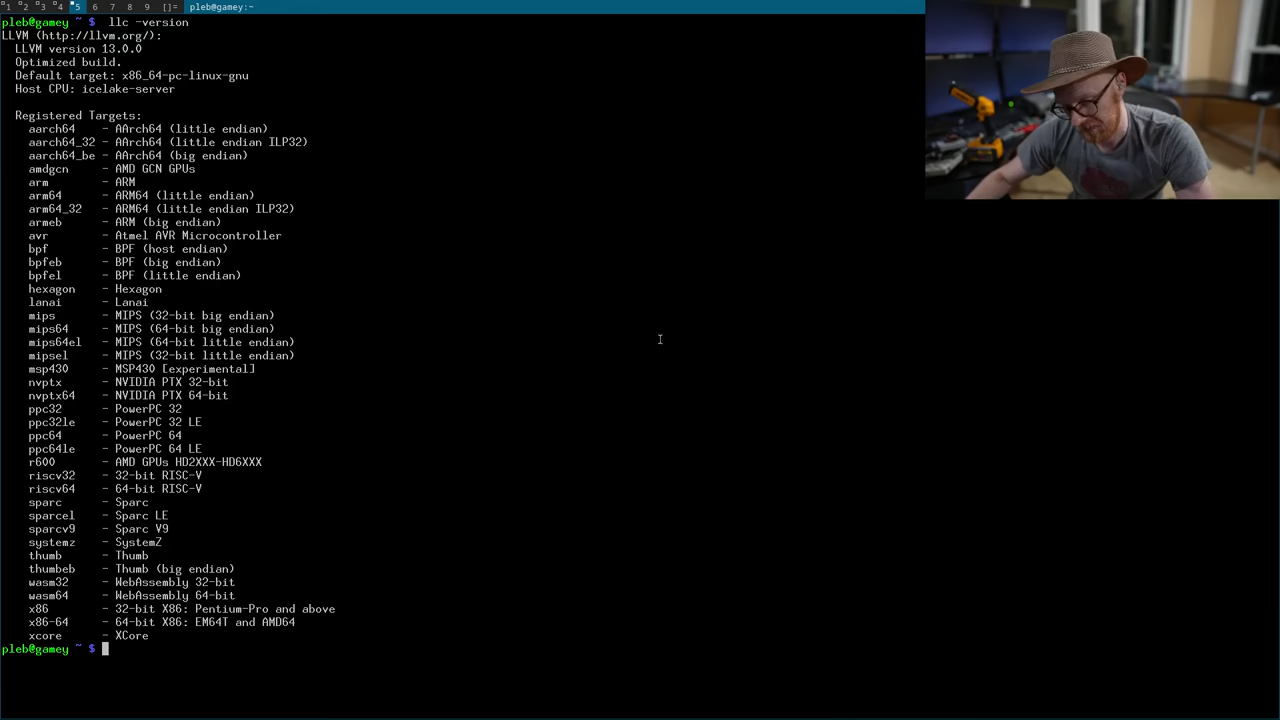 1 2 3 4 5 6 7 8 9 []= pleb@gamey:~
pleb@gamey ~ $ llc -version
LLVM (http://llvm.org/):
LLVM version 13.0.0
Optimized build.
Default target: x86_64-pc-linux-gnu
Host CPU: icelake-server
Registered Targets:
aarch64 - AArch64 (little endian)
aarch64_32 - AArch64 (little endian ILP32)
aarch64_be - AArch64 (big endian)
amdgcn - AMD GCN GPUs
arm - ARM
arm64 - ARM64 (little endian)
arm64_32 - ARM64 (little endian ILP32)
armeb - ARM (big endian)
avr - Atmel AVR Microcontroller
bpf - BPF (host endian)
bpfeb - BPF (big endian)
bpfel - BPF (little endian)
hexagon - Hexagon
lanai - Lanai
mips - MIPS (32-bit big endian)
mips64 - MIPS (64-bit big endian)
mips64el - MIPS (64-bit little endian)
mipsel - MIPS (32-bit little endian)
msp430 - MSP430 [experimental]
nvptx - NVIDIA PTX 32-bit
nvptx64 - NVIDIA PTX 64-bit
ppc32 - PowerPC 32
ppc32le - PowerPC 32 LE
ppc64 - PowerPC 64
ppc64le - PowerPC 64 LE
r600 - AMD GPUs HD2XXX-HD6XXX
riscv32 - 32-bit RISC-V
riscv64 - 64-bit RISC-V
sparc - Sparc
sparcel - Sparc LE
sparcv9 - Sparc V9
systemz - SystemZ
thumb - Thumb
thumbeb - Thumb (big endian)
wasm32 - WebAssembly 32-bit
wasm64 - WebAssembly 64-bit
x86 - 32-bit X86: Pentium-Pro and above
x86-64 - 64-bit X86: EM64T and AMD64
xcore - XCore
pleb@gamey ~ $